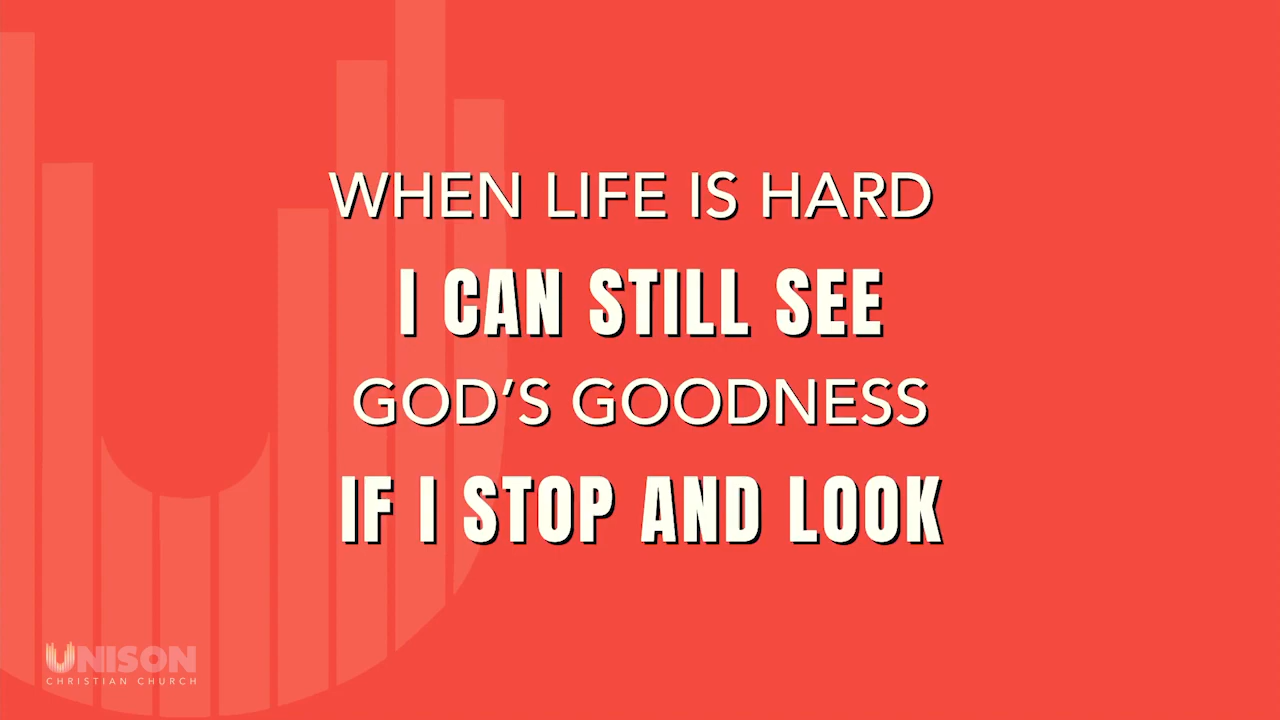 WHEN LIFE IS HARD
I CAN STILL SEE
GOD’S GOODNESS
IF I STOP AND LOOK
UNISON
CHRISTIAN CHURCH